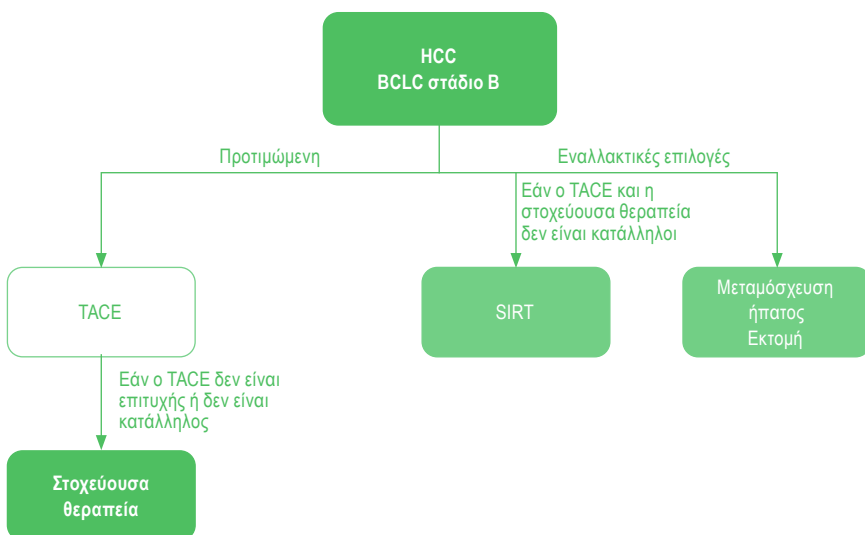 HCC
BCLC στάδιο B
Προτιμώμενη
Εναλλακτικές επιλογές
Εάν ο TACE και η
στοχεύουσα θεραπεία
δεν είναι κατάλληλοι
TACE
SIRT
Μεταμόσχευση
ήπατος
Εκτομή
Εάν ο TACE δεν είναι
επιτυχής ή δεν είναι
κατάλληλος
Στοχεύουσα
θεραπεία